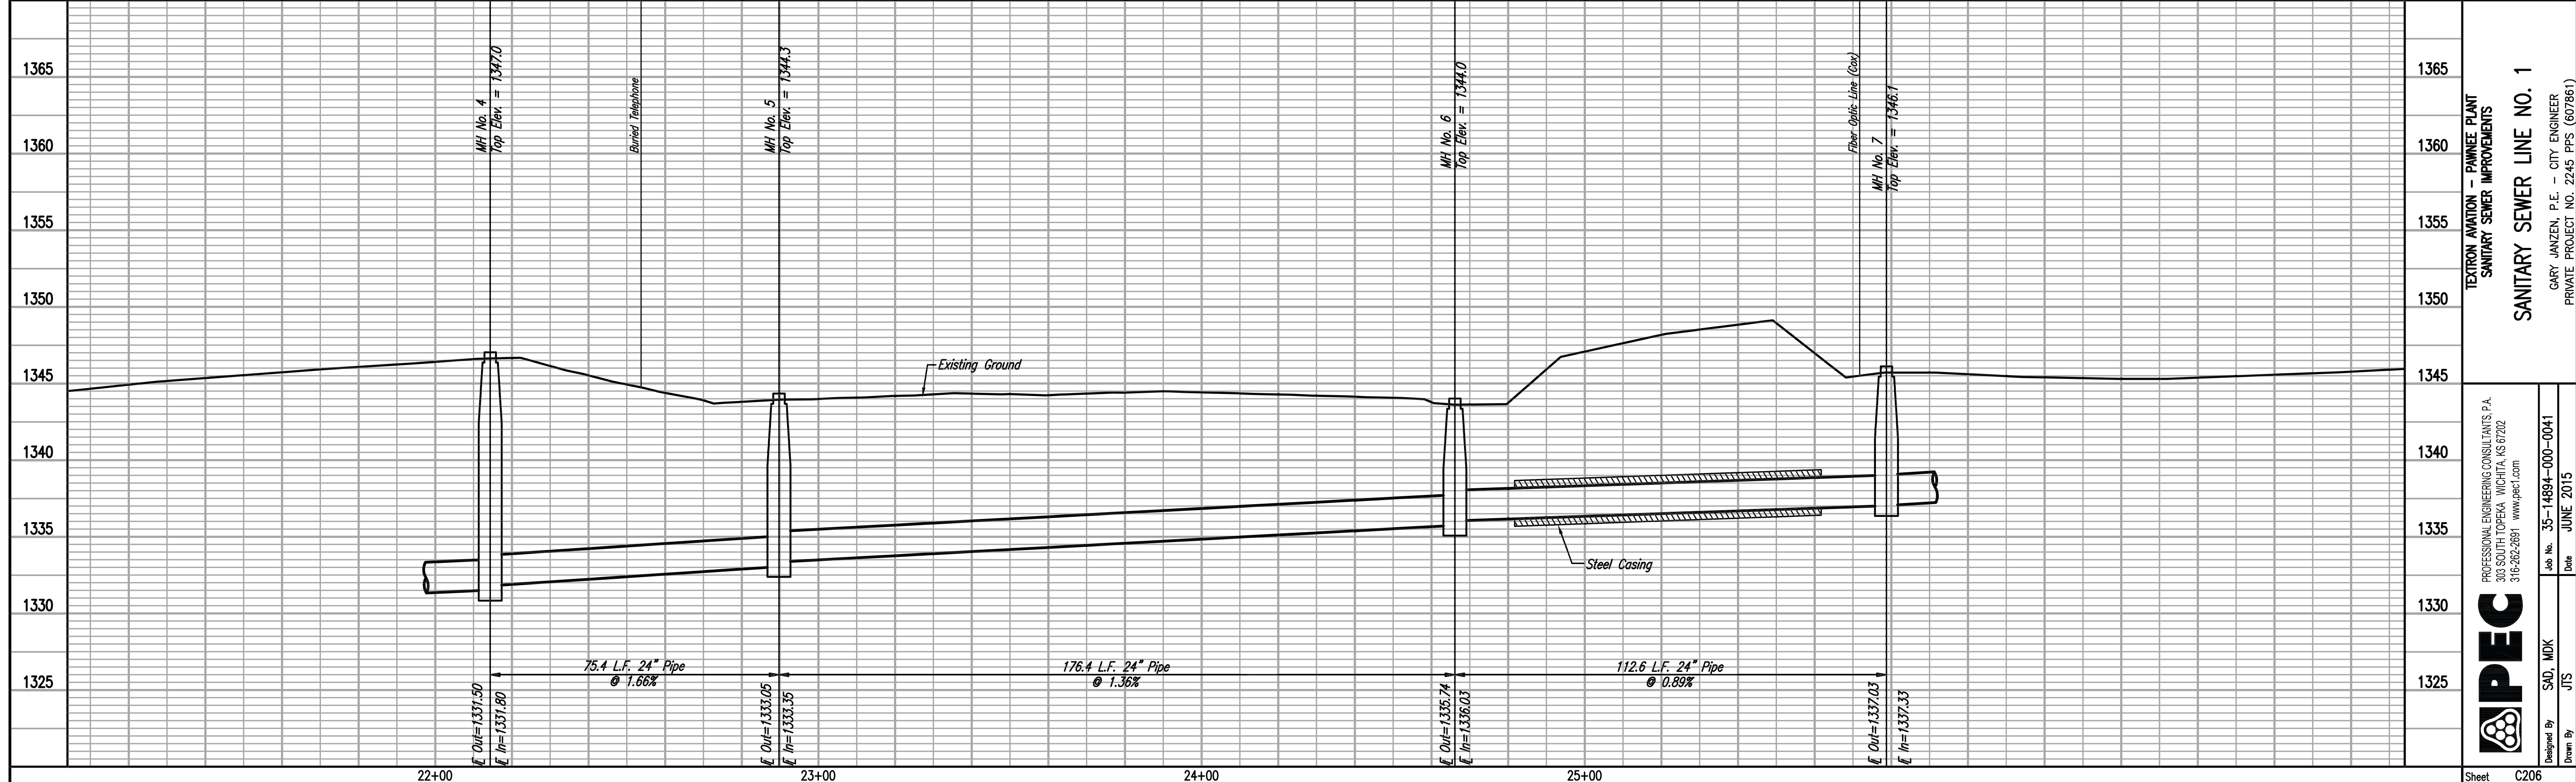 1365
1360
1355
1350
1345
1340
1335
1330
1325
MH No. 4
Top Elev. = 1347.0
Buried Telephone
MH No. 5
Top Elev. = 1344.3
MH No. 6
Top Elev. = 1344.0
Fiber Optic Line (Cox)
MH No. 7
Top Elev. = 1346.1
Existing Ground
Steel Casing
75.4 L.F. 24" Pipe
@ 1.66%
176.4 L.F. 24" Pipe
@ 1.36%
112.6 L.F. 24" Pipe
@ 0.89%
Out=1331.50
In=1331.80
Out=1333.05
In=1333.35
Out=1335.74
In=1336.03
Out=1337.03
In=1337.33
22+00
23+00
24+00
25+00
1365
1360
1355
1350
1345
1340
1335
1330
1325
TEXTRON AVIATION - PAWNEE PLANT
SANITARY SEWER IMPROVEMENTS
SANITARY SEWER LINE NO. 1
GARY JANZEN, P.E. - CITY ENGINEER
PRIVATE PROJECT NO. 2245 PPS (607861)
PEC
PROFESSIONAL ENGINEERING CONSULTANTS, P.A.
303 SOUTH TOPEKA WICHITA, KS 67202
316-262-2691 www.pec1.com
Job No. 35-14894-000-0041
Date JUNE 2015
Designed By SAD, MDK
Drawn By JTS
Sheet C206